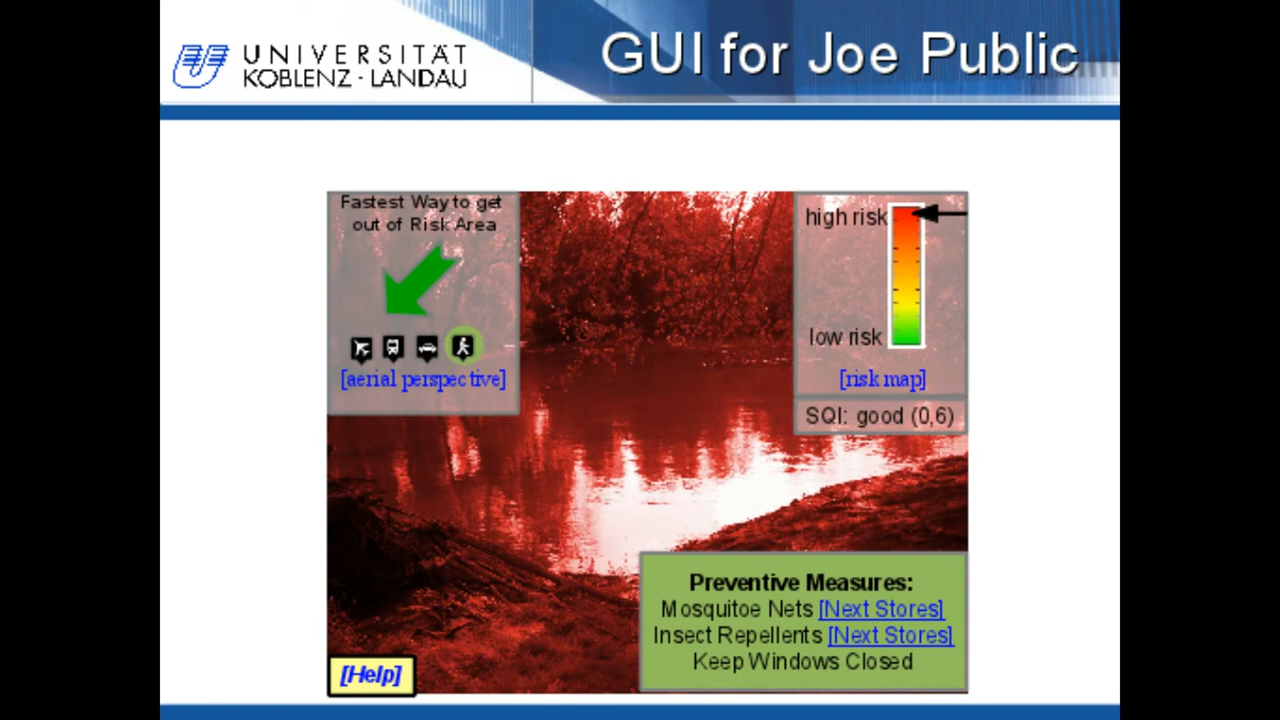 UNIVERSITÄT
KOBLENZ · LANDAU
GUI for Joe Public
Fastest Way to get
out of Risk Area
[aerial perspective]
high risk
low risk
[risk map]
SQI: good (0,6)
Preventive Measures:
Mosquitoe Nets [Next Stores]
Insect Repellents [Next Stores]
Keep Windows Closed
[Help]